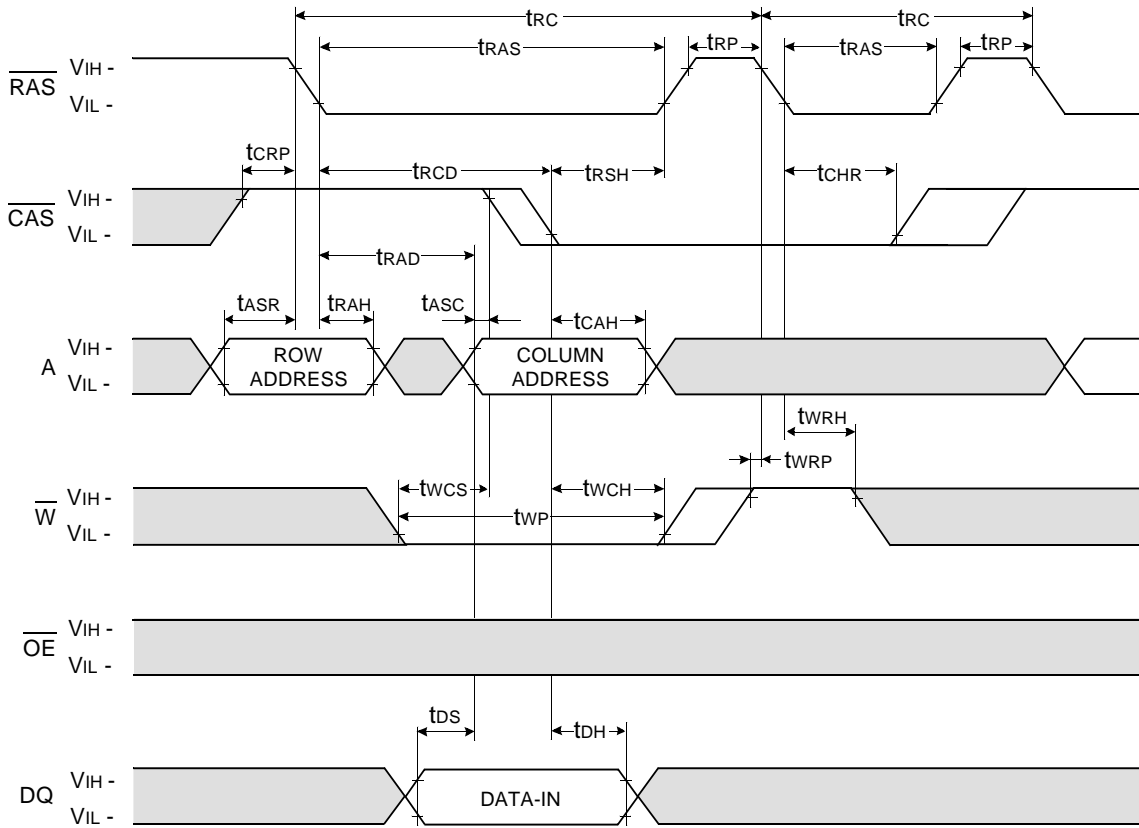 tRC tRC
tRAS tRP tRAS tRP
RAS VIH -
VIL -
tCRP tRCD tRSH tCHR
CAS VIH -
VIL -
tRAD
tASR tRAH tASC tCAH
A VIH -
VIL -
ROW
ADDRESS
COLUMN
ADDRESS
tWRH
tWRP
W VIH -
VIL -
tWCS tWCH
tWP
OE VIH -
VIL -
tDS tDH
DQ VIH -
VIL -
DATA-IN